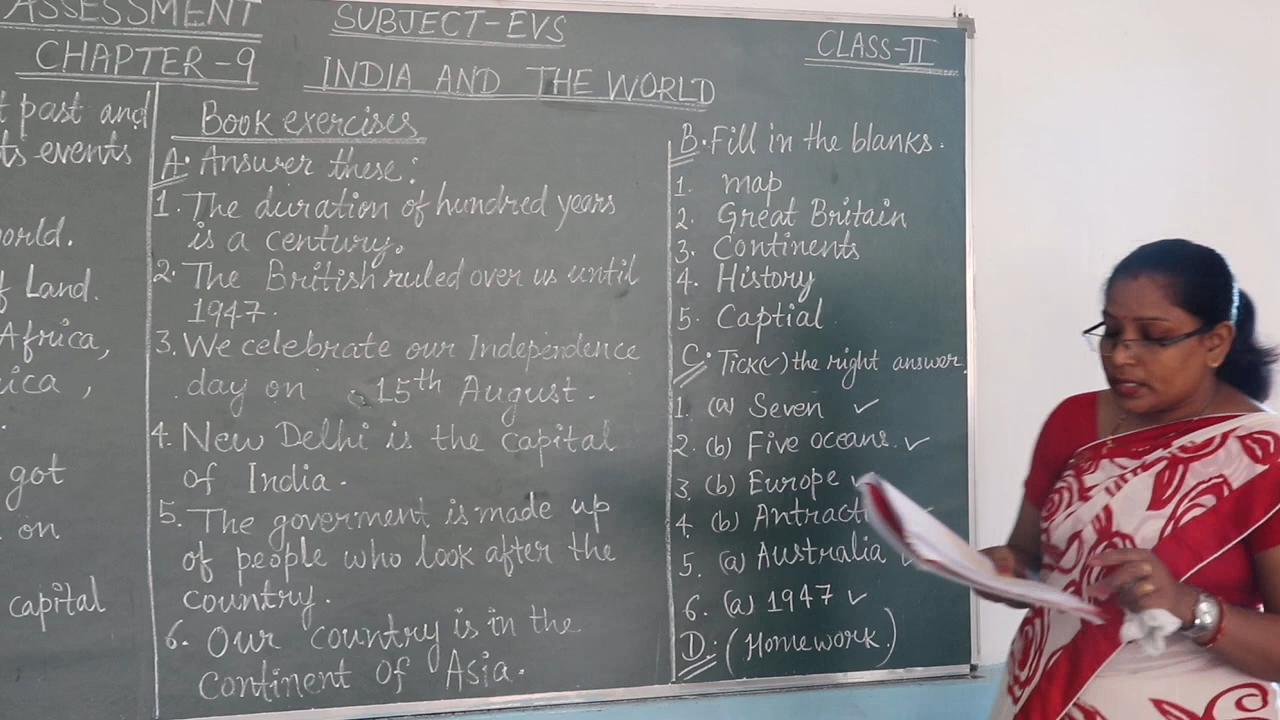 ASSESSMENT SUBJECT-EVS CLASS-II
CHAPTER-9 INDIA AND THE WORLD
past and
events
orld.
f Land.
Africa,
ica,
got
on
capital
Book exercises
A. Answer these:
1. The duration of hundred years
is a century.
2. The British ruled over us until
1947.
3. We celebrate our Independence
day on 15th August.
4. New Delhi is the capital
of India.
5. The goverment is made up
of people who look after the
country.
6. Our country is in the
continent of Asia.
B. Fill in the blanks.
1. map
2. Great Britain
3. Continents
4. History
5. Captial
C. Tick(✓) the right answer.
1. (a) Seven ✓
2. (b) Five oceans. ✓
3. (b) Europe ✓
4. (b) Antracti
5. (a) Australia ✓
6. (a) 1947 ✓
D. (Homework.)